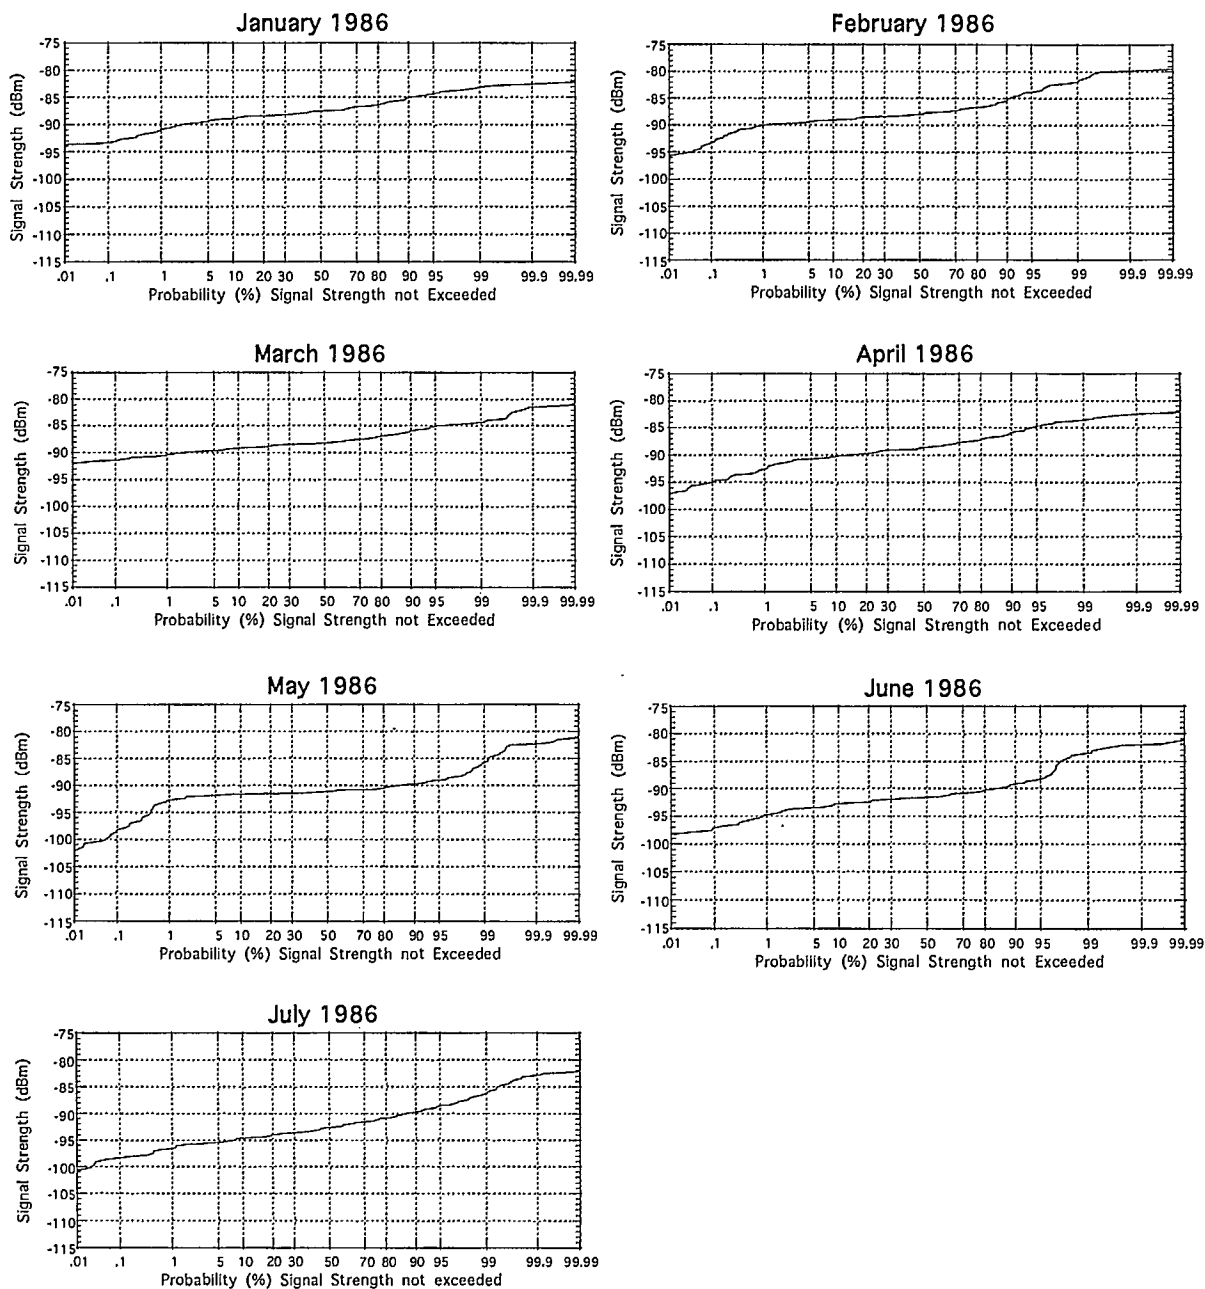 January 1986
Signal Strength (dBm)
-75
-80
-85
-90
-95
-100
-105
-110
-115
.01 .1 1 5 10 20 30 50 70 80 90 95 99 99.9 99.99
Probability (%) Signal Strength not Exceeded
February 1986
Signal Strength (dBm)
-75
-80
-85
-90
-95
-100
-105
-110
-115
.01 .1 1 5 10 20 30 50 70 80 90 95 99 99.9 99.99
Probability (%) Signal Strength not Exceeded
March 1986
Signal Strength (dBm)
-75
-80
-85
-90
-95
-100
-105
-110
-115
.01 .1 1 5 10 20 30 50 70 80 90 95 99 99.9 99.99
Probability (%) Signal Strength not Exceeded
April 1986
Signal Strength (dBm)
-75
-80
-85
-90
-95
-100
-105
-110
-115
.01 .1 1 5 10 20 30 50 70 80 90 95 99 99.9 99.99
Probability (%) Signal Strength not Exceeded
May 1986
Signal Strength (dBm)
-75
-80
-85
-90
-95
-100
-105
-110
-115
.01 .1 1 5 10 20 30 50 70 80 90 95 99 99.9 99.99
Probability (%) Signal Strength not Exceeded
June 1986
Signal Strength (dBm)
-75
-80
-85
-90
-95
-100
-105
-110
-115
.01 .1 1 5 10 20 30 50 70 80 90 95 99 99.9 99.99
Probability (%) Signal Strength not Exceeded
July 1986
Signal Strength (dBm)
-75
-80
-85
-90
-95
-100
-105
-110
-115
.01 .1 1 5 10 20 30 50 70 80 90 95 99 99.9 99.99
Probability (%) Signal Strength not exceeded